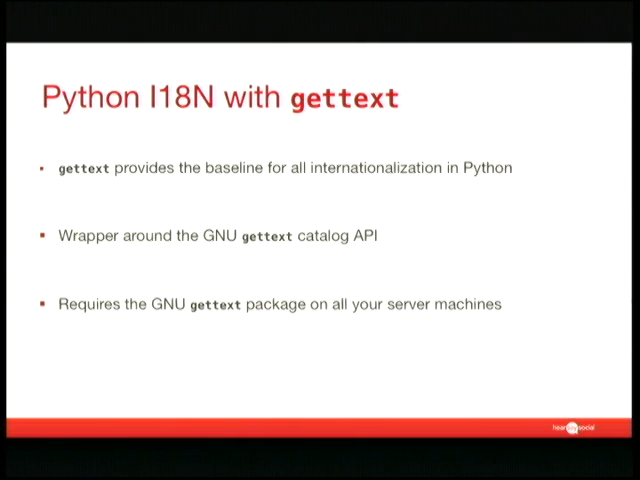 Python I18N with gettext
▪ gettext provides the baseline for all internationalization in Python
▪ Wrapper around the GNU gettext catalog API
▪ Requires the GNU gettext package on all your server machines
hearsaysocial